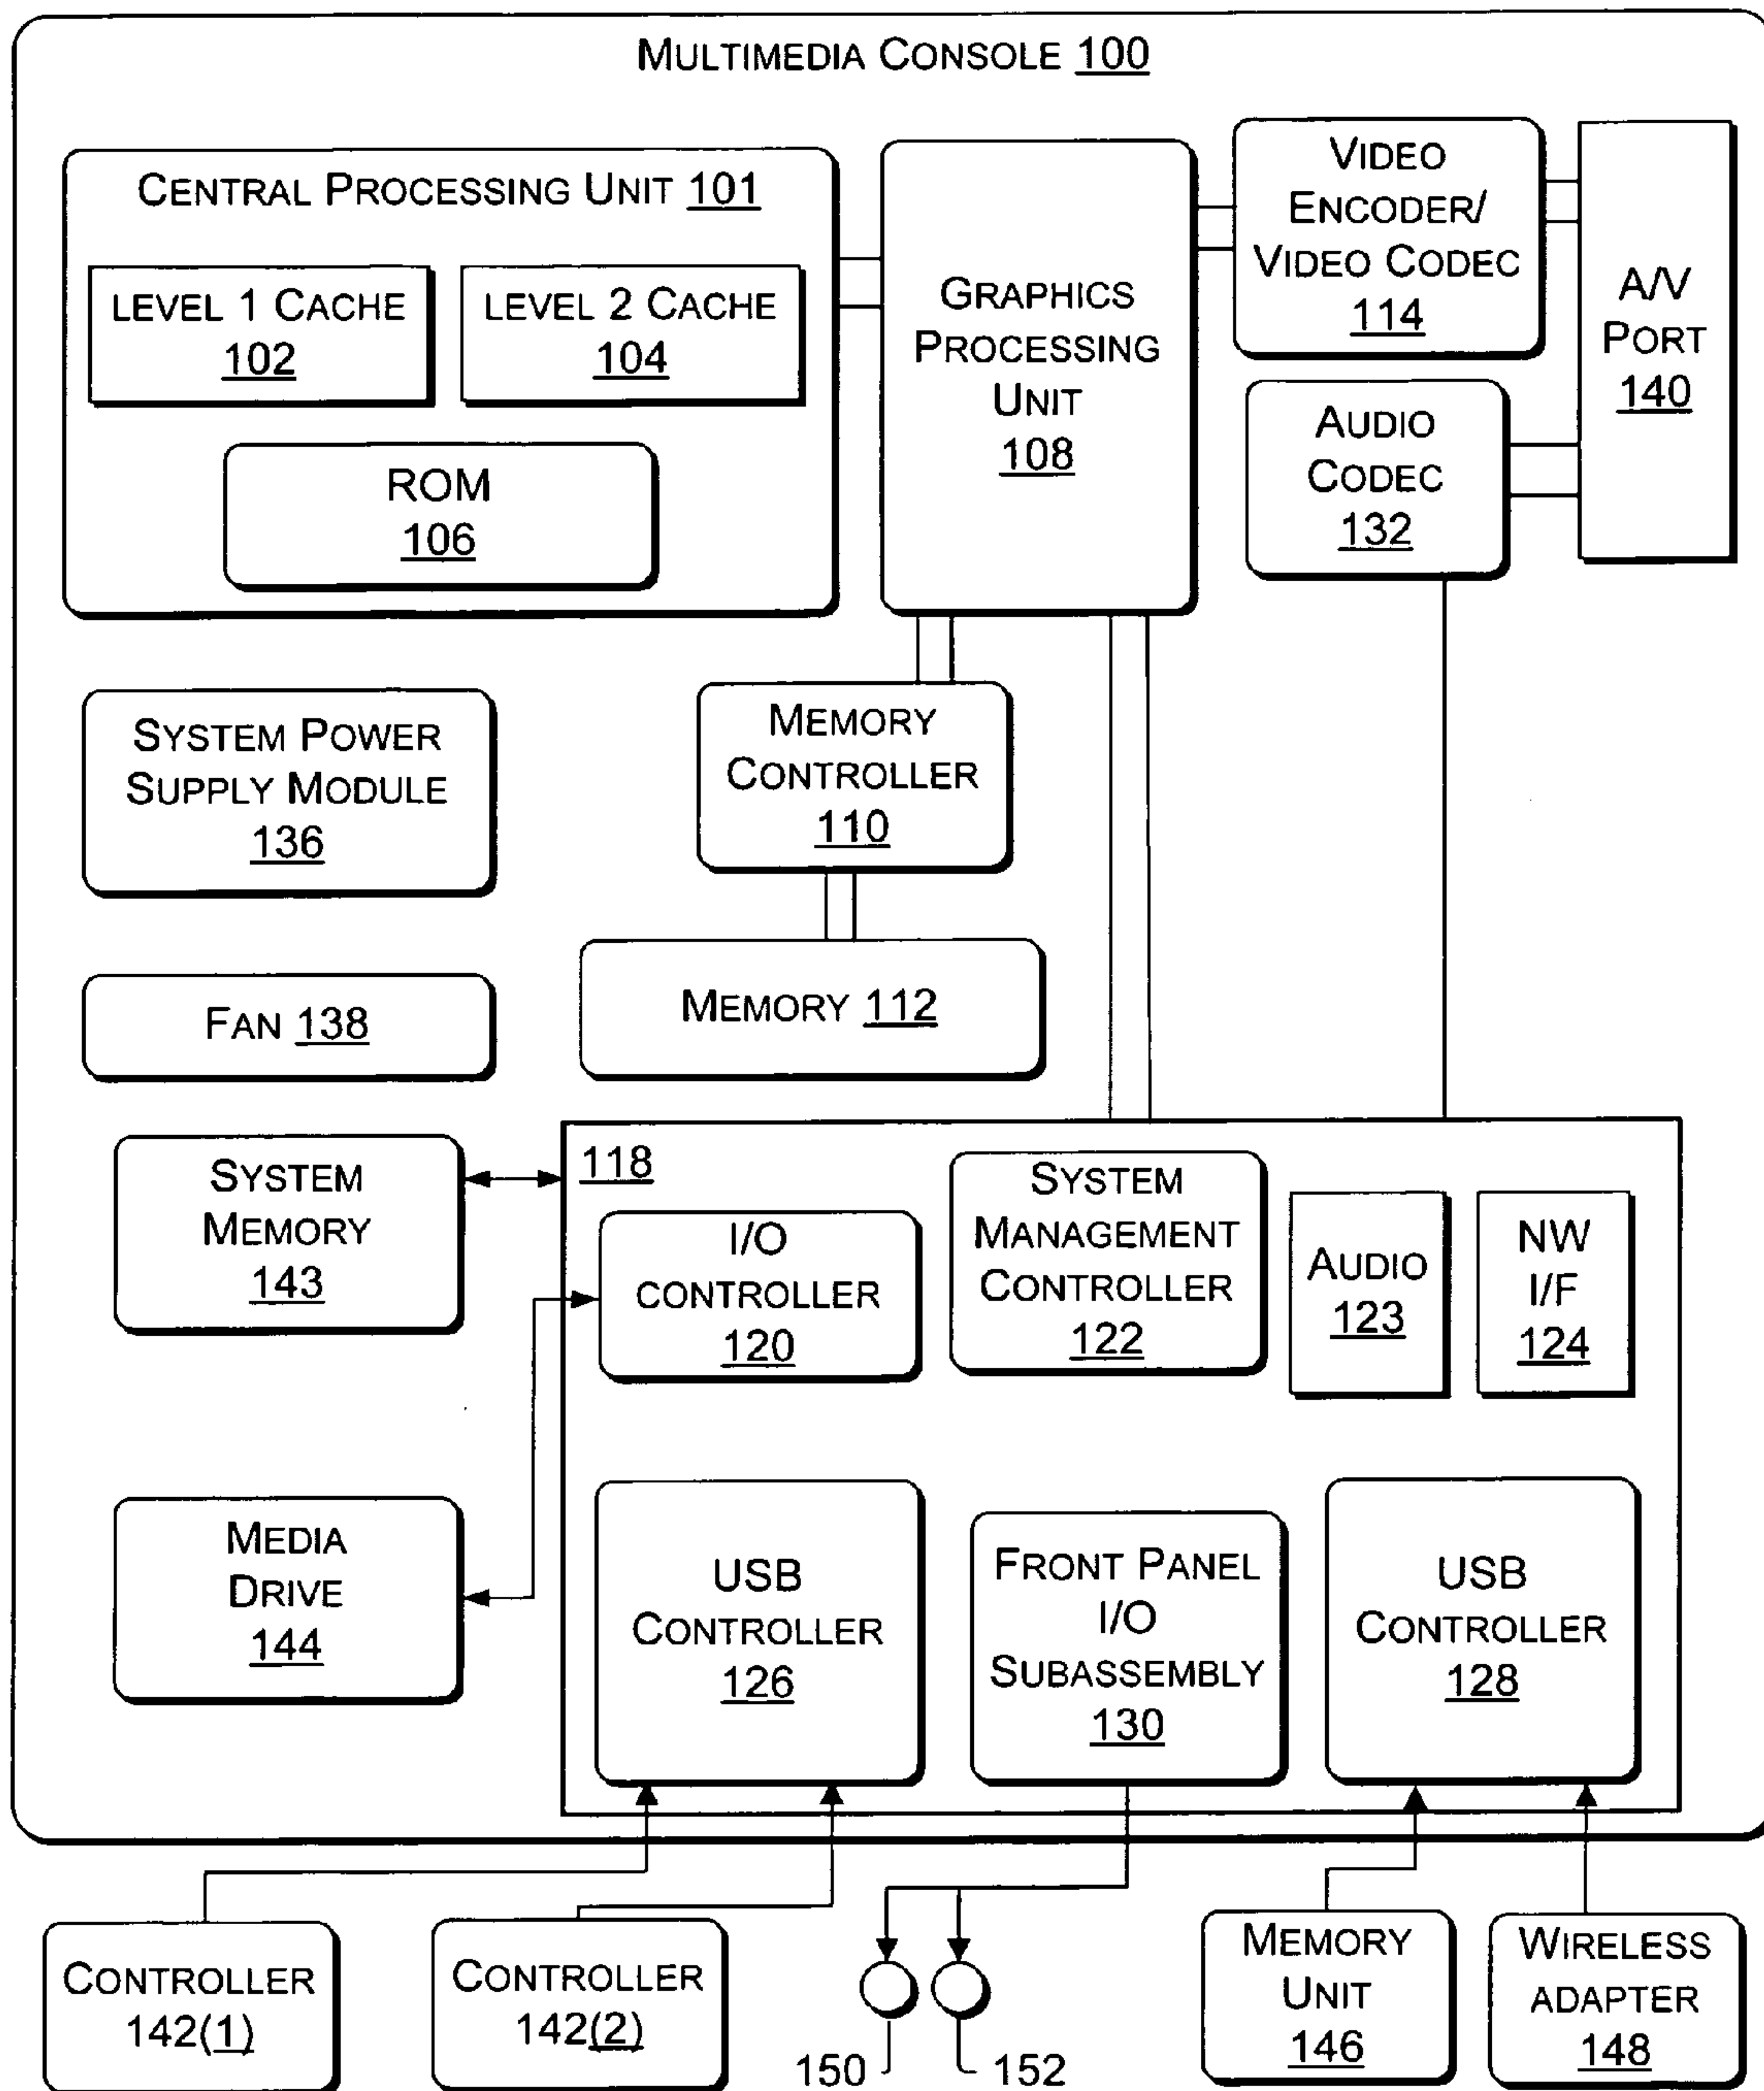 MULTIMEDIA CONSOLE 100
CENTRAL PROCESSING UNIT 101
LEVEL 1 CACHE
102
LEVEL 2 CACHE
104
ROM
106
GRAPHICS
PROCESSING
UNIT
108
VIDEO
ENCODER/
VIDEO CODEC
114
A/V
PORT
140
AUDIO
CODEC
132
SYSTEM POWER
SUPPLY MODULE
136
MEMORY
CONTROLLER
110
FAN 138
MEMORY 112
SYSTEM
MEMORY
143
118
I/O
CONTROLLER
120
SYSTEM
MANAGEMENT
CONTROLLER
122
AUDIO
123
NW
I/F
124
MEDIA
DRIVE
144
USB
CONTROLLER
126
FRONT PANEL
I/O
SUBASSEMBLY
130
USB
CONTROLLER
128
CONTROLLER
142(1)
CONTROLLER
142(2)
150
152
MEMORY
UNIT
146
WIRELESS
ADAPTER
148